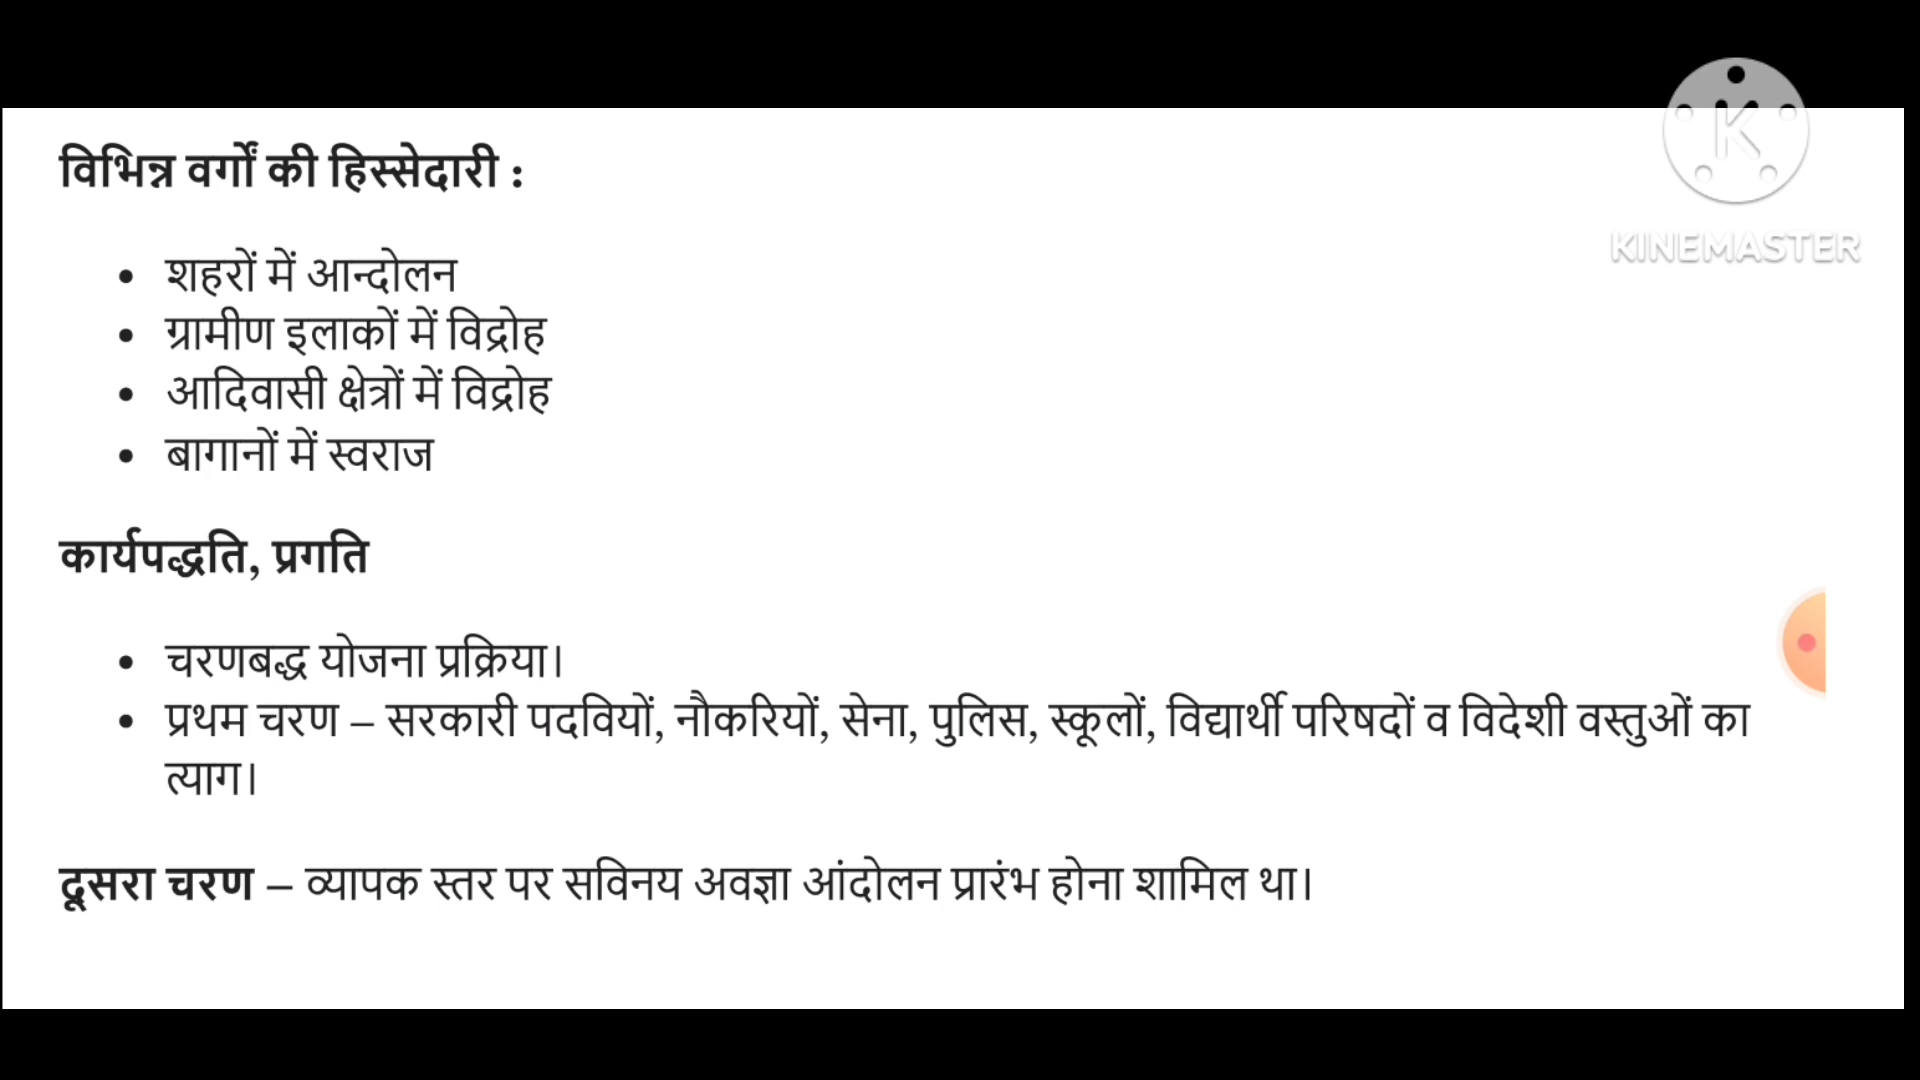 विभिन्न वर्गों की हिस्सेदारी :
• शहरों में आन्दोलन
• ग्रामीण इलाकों में विद्रोह
• आदिवासी क्षेत्रों में विद्रोह
• बागानों में स्वराज
कार्यपद्धति, प्रगति
• चरणबद्ध योजना प्रक्रिया।
• प्रथम चरण – सरकारी पदवियों, नौकरियों, सेना, पुलिस, स्कूलों, विद्यार्थी परिषदों व विदेशी वस्तुओं का
त्याग।
दूसरा चरण – व्यापक स्तर पर सविनय अवज्ञा आंदोलन प्रारंभ होना शामिल था।
K
KINEMASTER